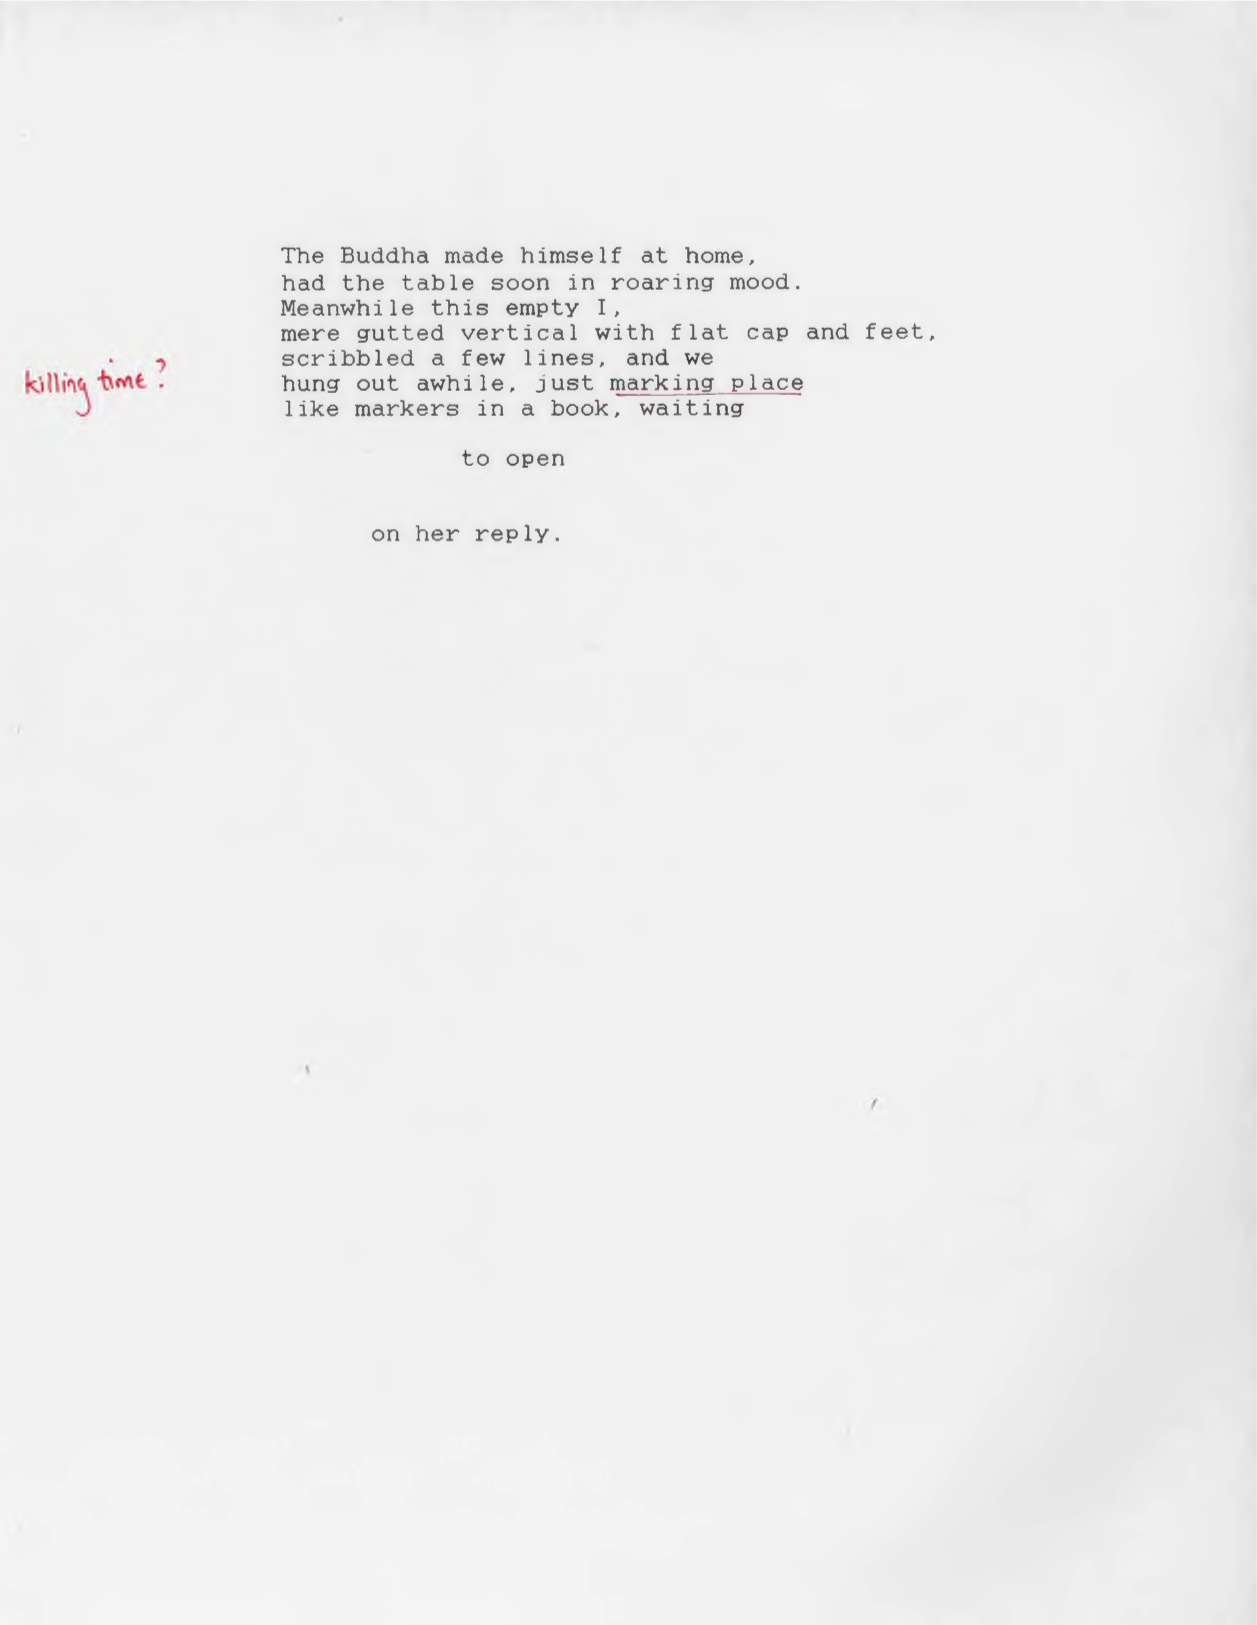 The Buddha made himself at home,
had the table soon in roaring mood.
Meanwhile this empty I,
mere gutted vertical with flat cap and feet,
scribbled a few lines, and we
killing time?
hung out awhile, just marking place
like markers in a book, waiting
to open
on her reply.